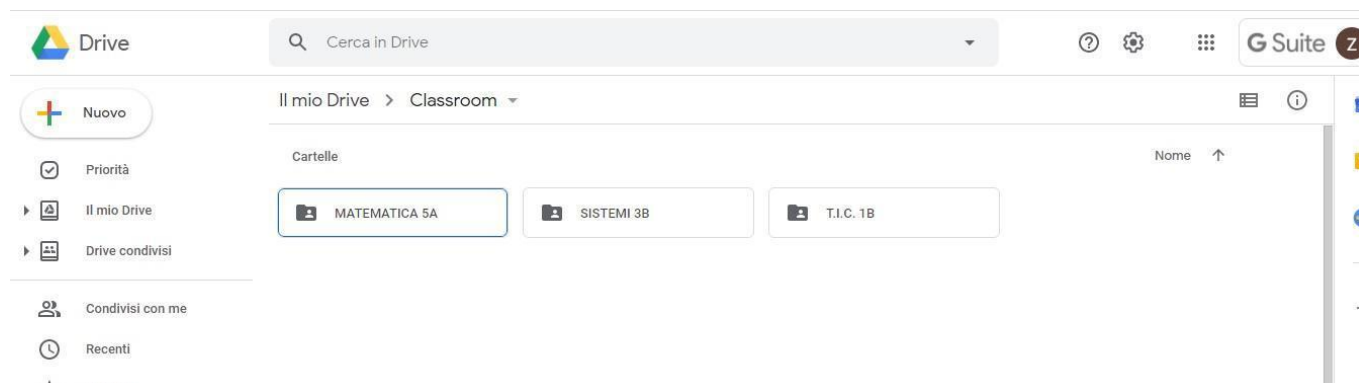 Drive
Cerca in Drive
G Suite
Z
Nuovo
Il mio Drive > Classroom
Priorità
Il mio Drive
Drive condivisi
Condivisi con me
Recenti
Cartelle
Nome
MATEMATICA 5A
SISTEMI 3B
T.I.C. 1B